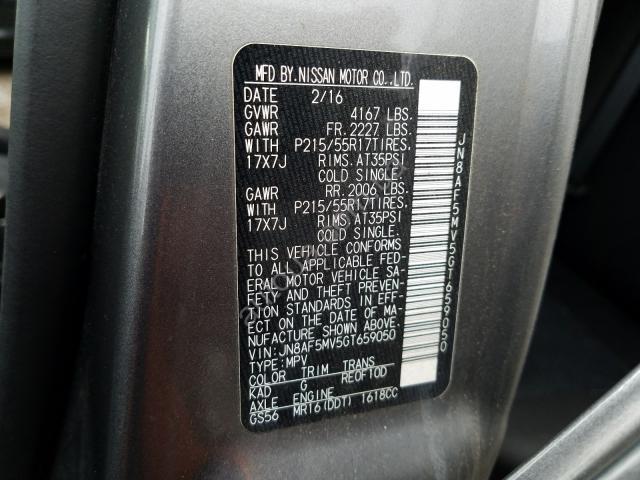 MFD BY.NISSAN MOTOR CO.,LTD.
DATE 2/16
GVWR 4167 LBS.
GAWR FR. 2227 LBS.
WITH P215/55R17TIRES.
17X7J RIMS. AT35PSI
COLD SINGLE.
GAWR RR. 2006 LBS.
WITH P215/55R17TIRES.
17X7J RIMS. AT35PSI
COLD SINGLE.
THIS VEHICLE CONFORMS
TO ALL APPLICABLE FED-
ERAL MOTOR VEHICLE SA-
FETY AND THEFT PREVEN-
TION STANDARDS IN EFF-
ECT ON THE DATE OF MA-
NUFACTURE SHOWN ABOVE.
VIN:JN8AF5MV5GT659050
TYPE:MPV
COLOR TRIM TRANS
KAD G RE0F10D
AXLE ENGINE
GS56 MR16(DDT) 1618CC
JN8AF5MV5GT659050